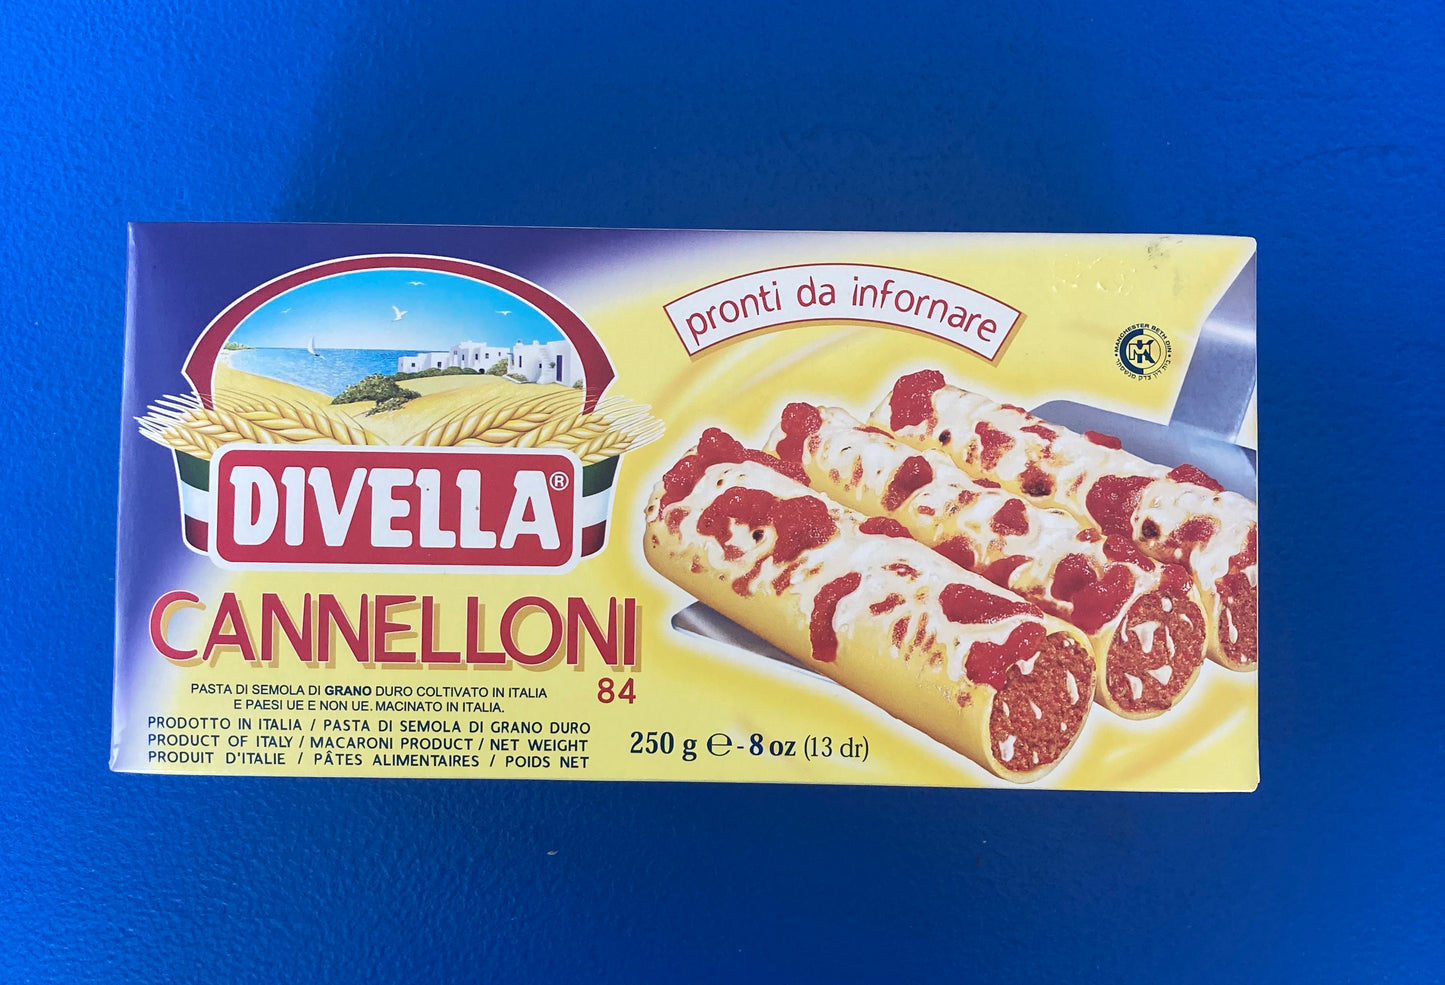 pronti da infornare
MANCHESTER BETH DIN
MK
DIVELLA®
CANNELLONI
84
PASTA DI SEMOLA DI GRANO DURO COLTIVATO IN ITALIA
E PAESI UE E NON UE. MACINATO IN ITALIA.
PRODOTTO IN ITALIA / PASTA DI SEMOLA DI GRANO DURO
PRODUCT OF ITALY / MACARONI PRODUCT / NET WEIGHT
PRODUIT D'ITALIE / PÂTES ALIMENTAIRES / POIDS NET
250 g ℮ - 8 oz (13 dr)